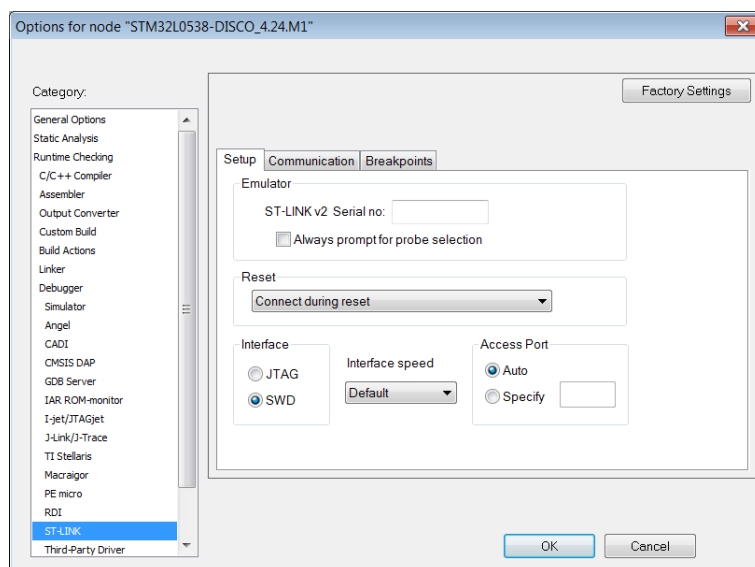 Options for node "STM32L0538-DISCO_4.24.M1"
Category:
Factory Settings
General Options
Static Analysis
Runtime Checking
C/C++ Compiler
Assembler
Output Converter
Custom Build
Build Actions
Linker
Debugger
Simulator
Angel
CADI
CMSIS DAP
GDB Server
IAR ROM-monitor
I-jet/JTAGjet
J-Link/J-Trace
TI Stellaris
Macraigor
PE micro
RDI
ST-LINK
Third-Party Driver
Setup Communication Breakpoints
Emulator
ST-LINK v2 Serial no:
Always prompt for probe selection
Reset
Connect during reset
Interface
JTAG
SWD
Interface speed
Default
Access Port
Auto
Specify
OK Cancel